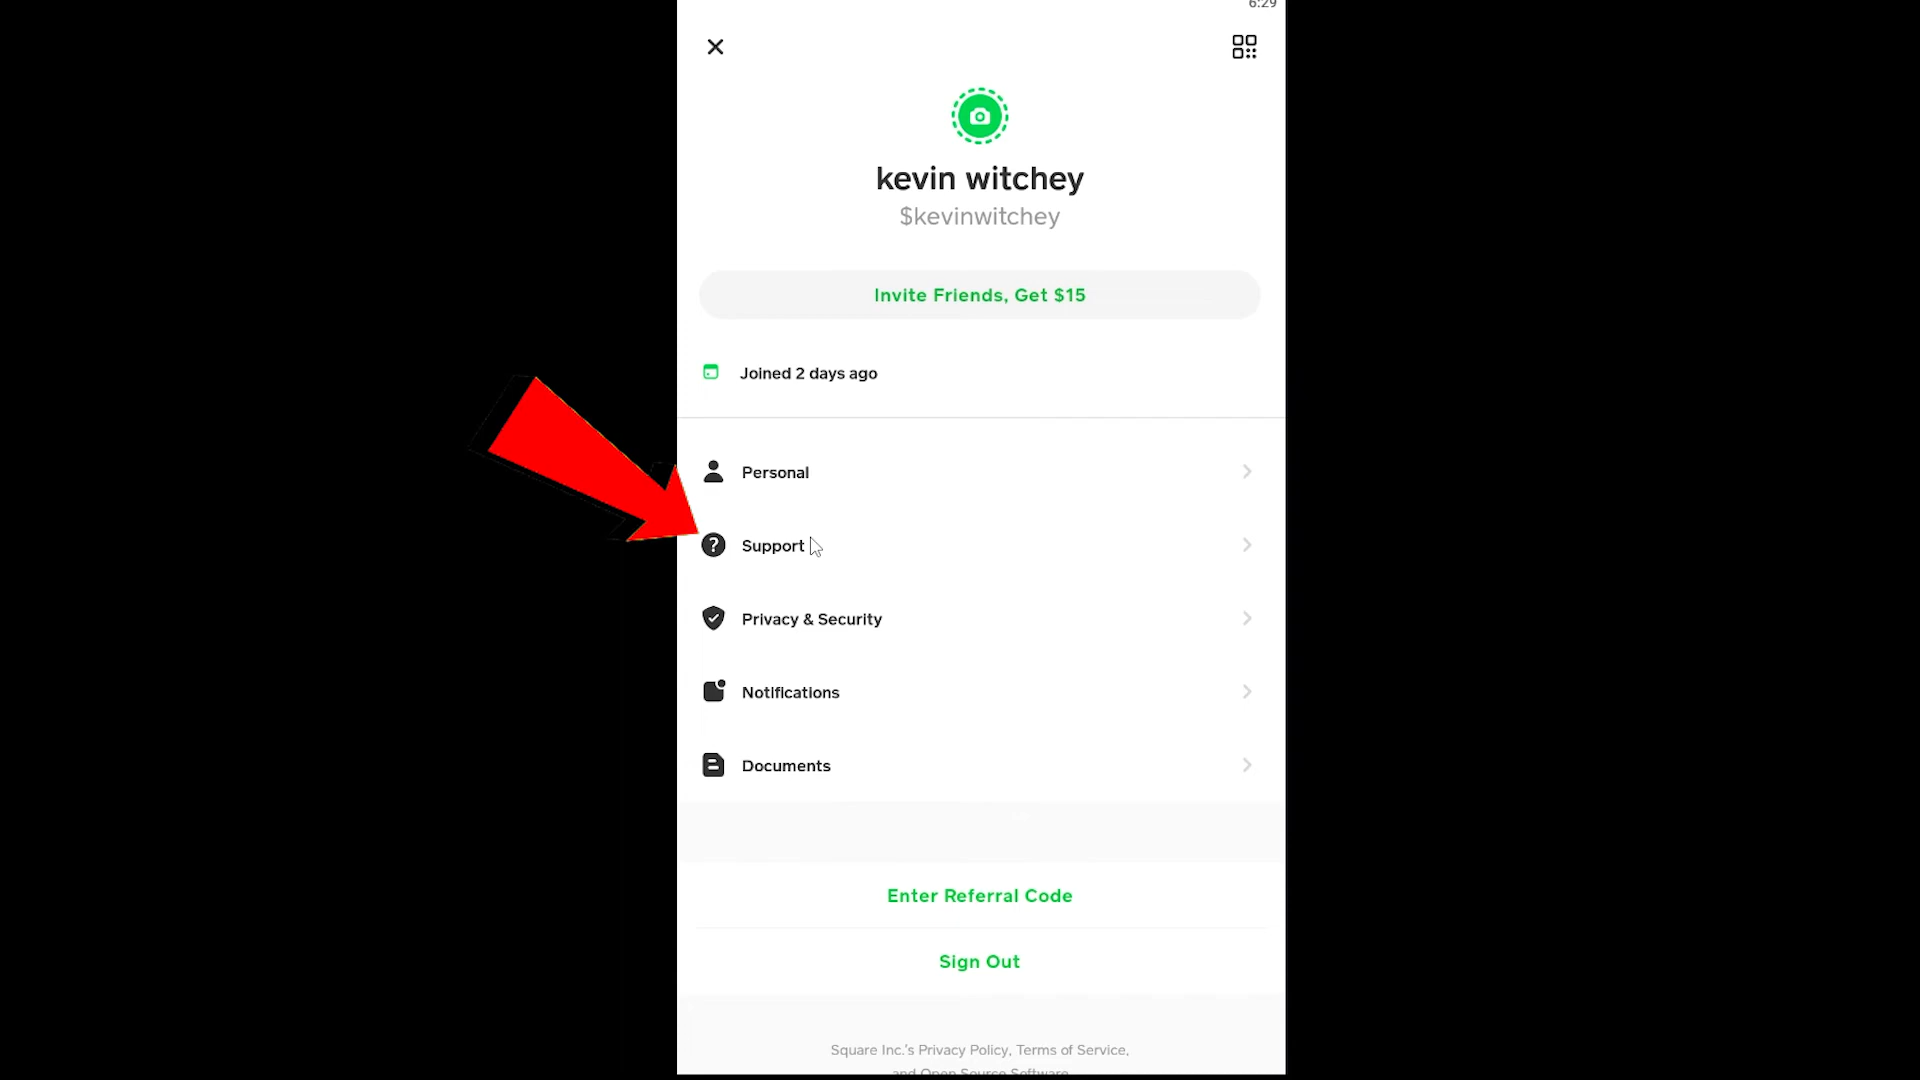 6:29
kevin witchey
$kevinwitchey
Invite Friends, Get $15
Joined 2 days ago
Personal
Support
Privacy & Security
Notifications
Documents
Enter Referral Code
Sign Out
Square Inc.'s Privacy Policy, Terms of Service,
and Open Source Software